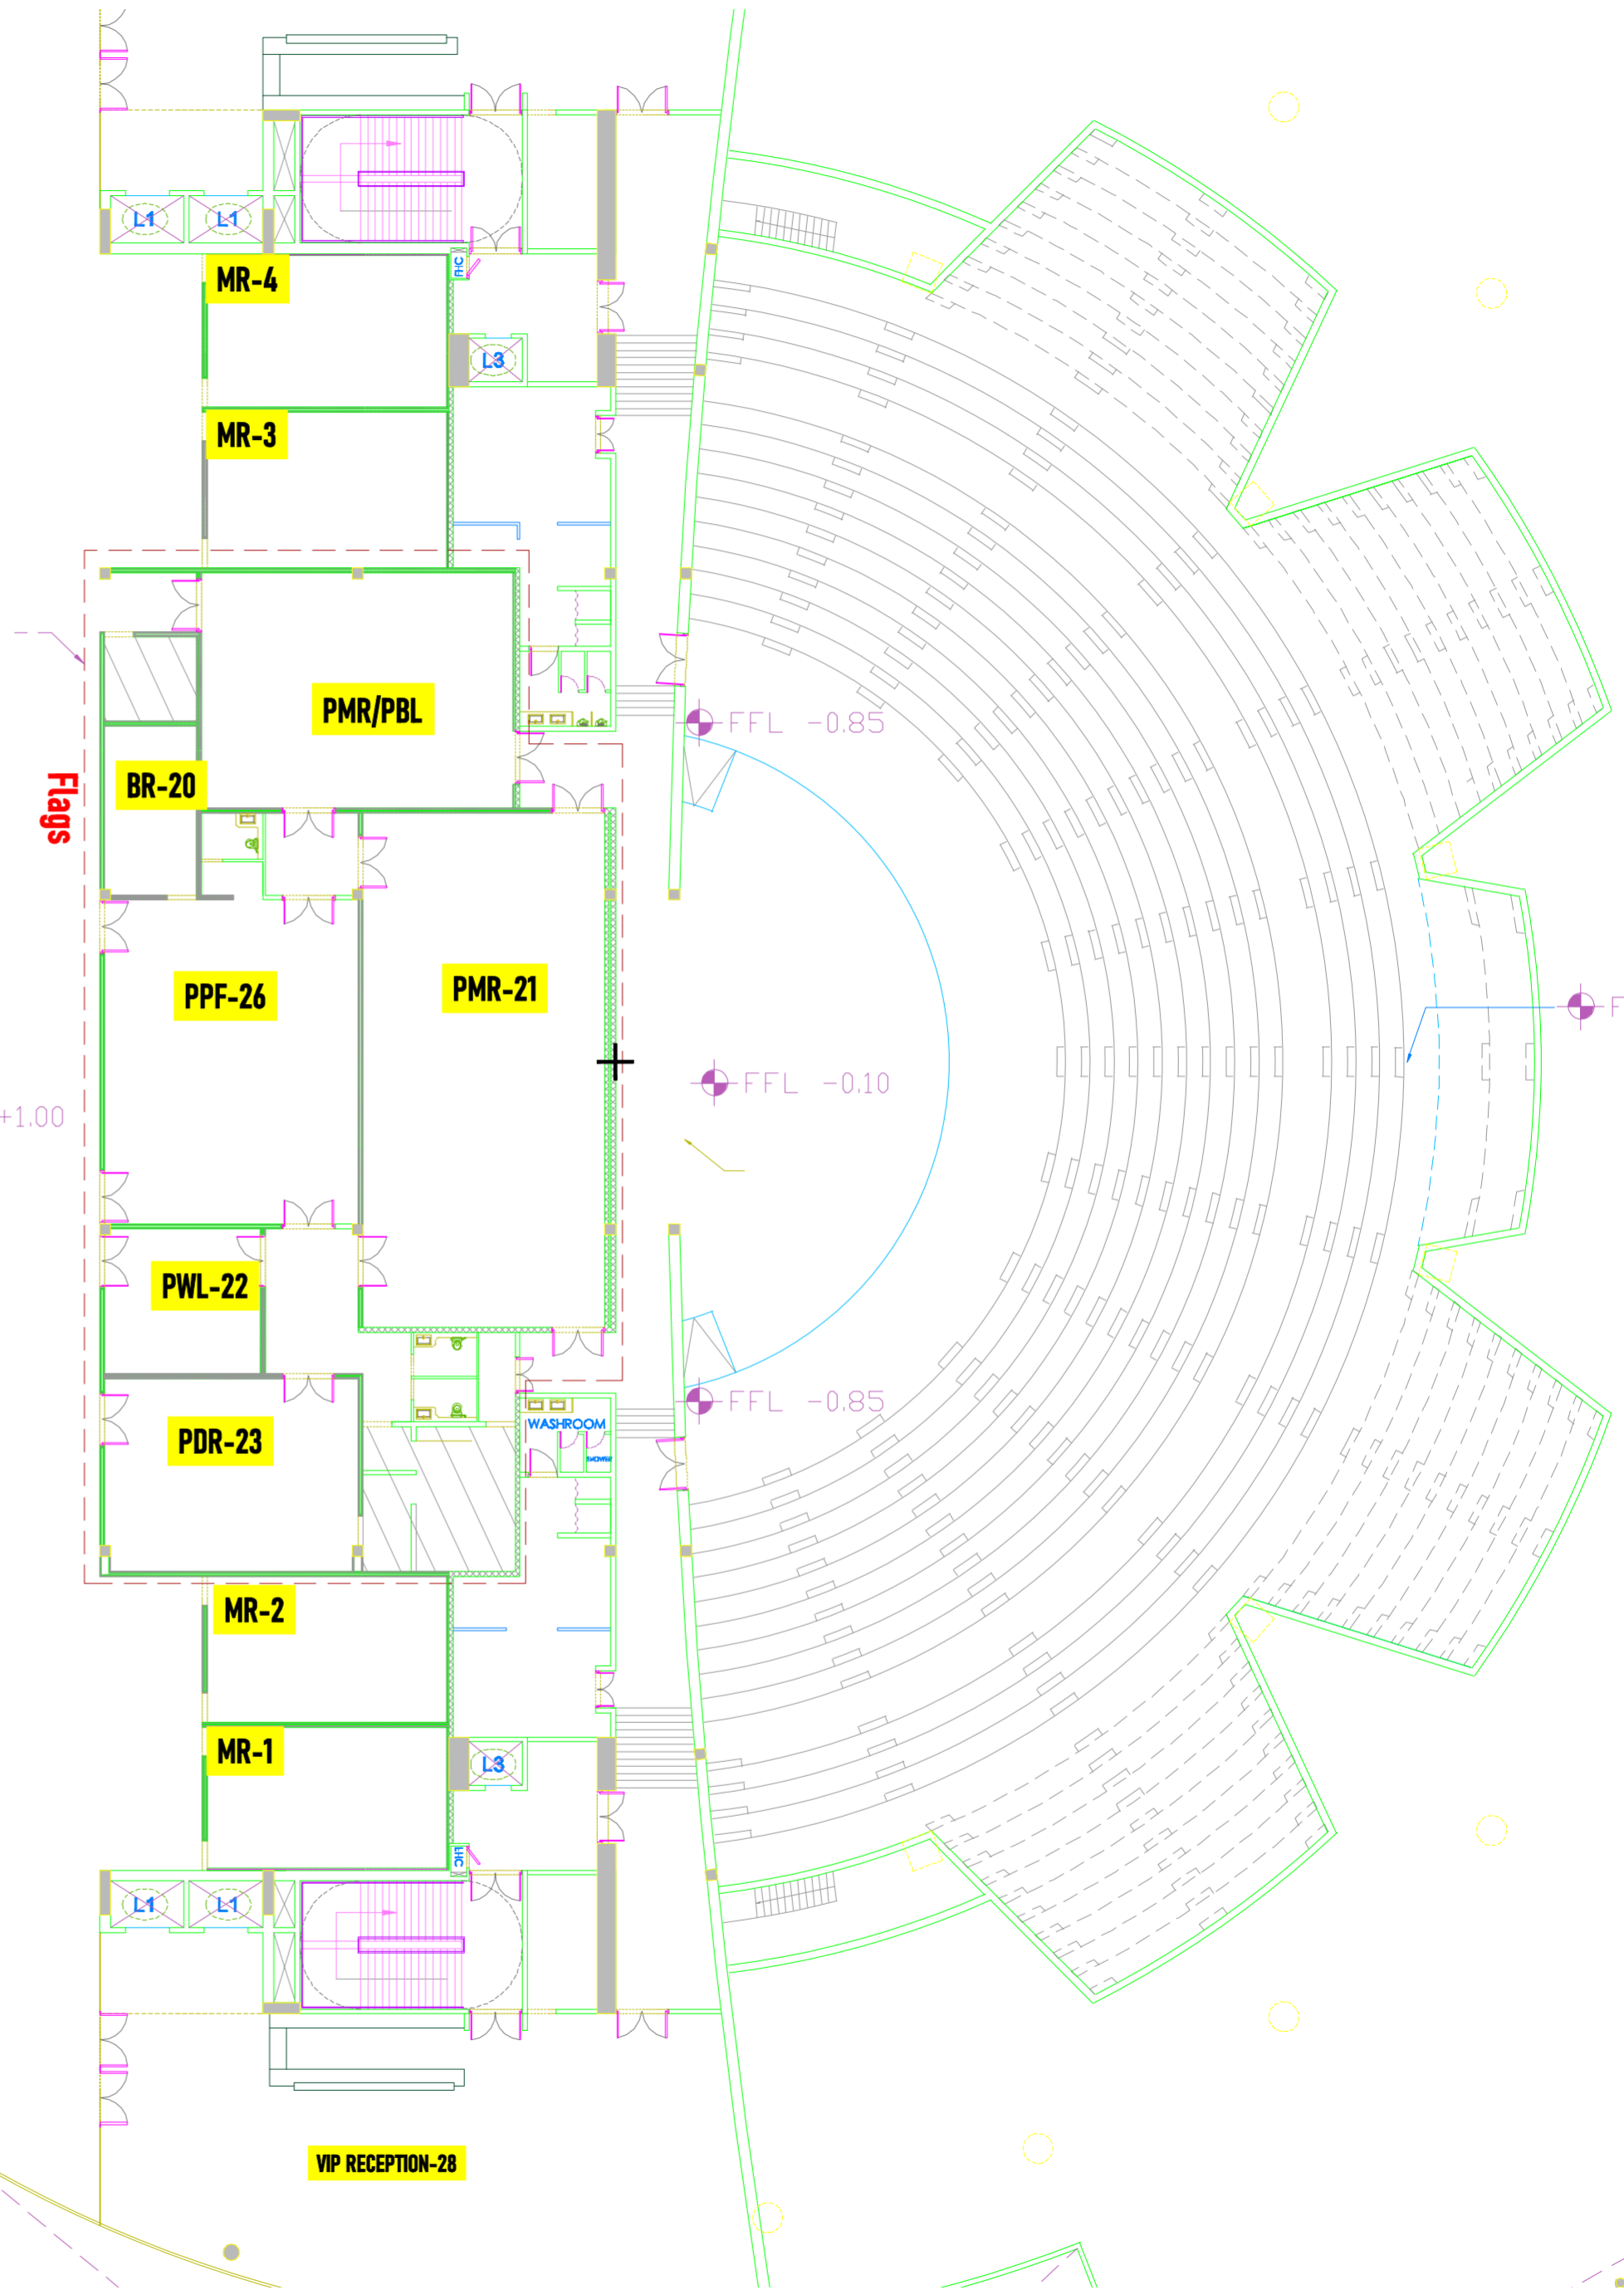 L1
L1
FHC
MR-4
L3
MR-3
PMR/PBL
FFL -0.85
BR-20
Flags
PPF-26
PMR-21
F
FFL -0.10
+1.00
PWL-22
FFL -0.85
WASHROOM
PDR-23
SHOWER
MR-2
MR-1
L3
FHC
L1
L1
VIP RECEPTION-28